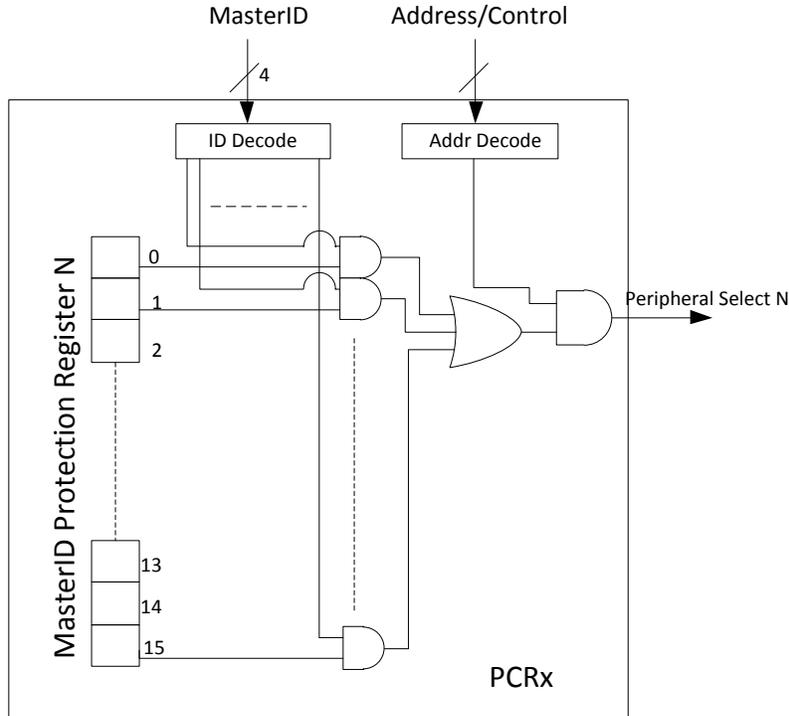 MasterID
Address/Control
4
ID Decode
Addr Decode
MasterID Protection Register N
0
1
2
13
14
15
Peripheral Select N
PCRx